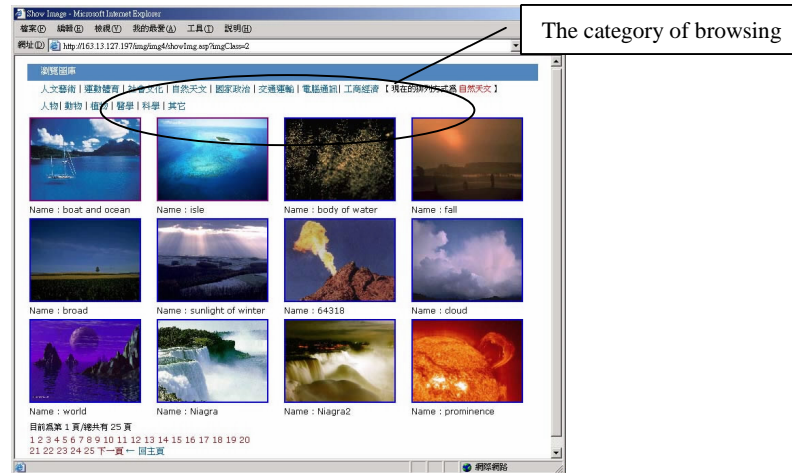 Show Image - Microsoft Internet Explorer
檔案(F) 編輯(E) 檢視(V) 我的最愛(A) 工具(T) 說明(H)
The category of browsing
網址(D) http://163.13.127.197/img/img4/showImg.asp?imgClass=2
瀏覽圖庫
人文藝術 | 運動體育 | 社會文化 | 自然天文 | 國家政治 | 交通運輸 | 電腦通訊 | 工商經濟 【 現在的排列方式為 自然天文 】
人物 | 動物 | 植物 | 醫學 | 科學 | 其它
Name : boat and ocean Name : isle Name : body of water Name : fall
Name : broad Name : sunlight of winter Name : 64318 Name : cloud
Name : world Name : Niagra Name : Niagra2 Name : prominence
目前為第 1 頁/總共有 25 頁
1 2 3 4 5 6 7 8 9 10 11 12 13 14 15 16 17 18 19 20
21 22 23 24 25 下一頁 ← 回主頁
網際網路